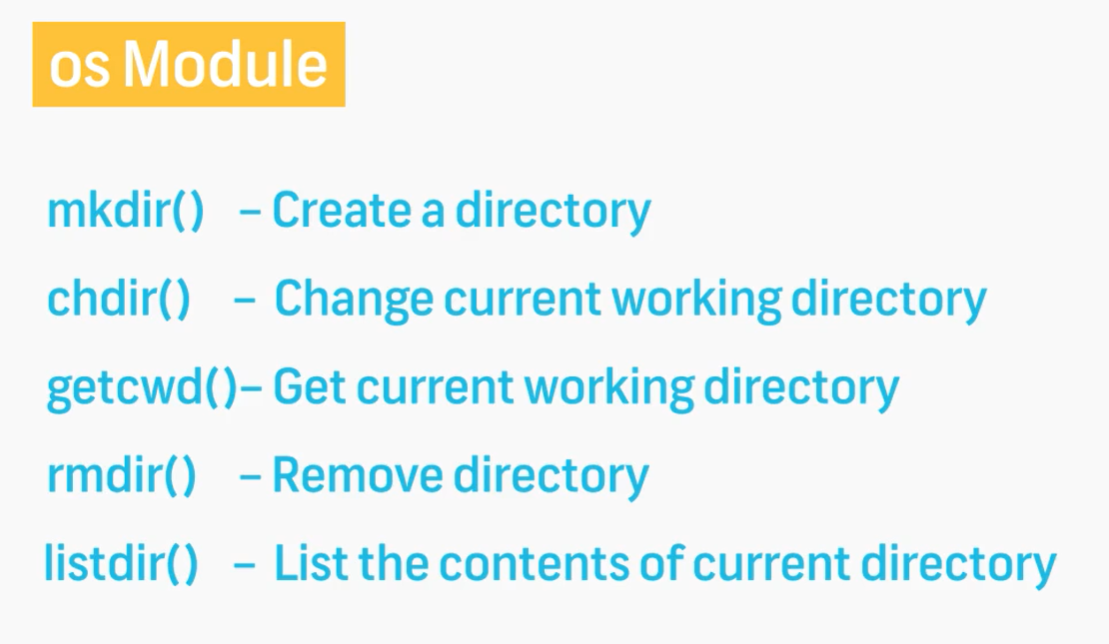 os Module
mkdir() – Create a directory
chdir() – Change current working directory
getcwd()– Get current working directory
rmdir() – Remove directory
listdir() – List the contents of current directory